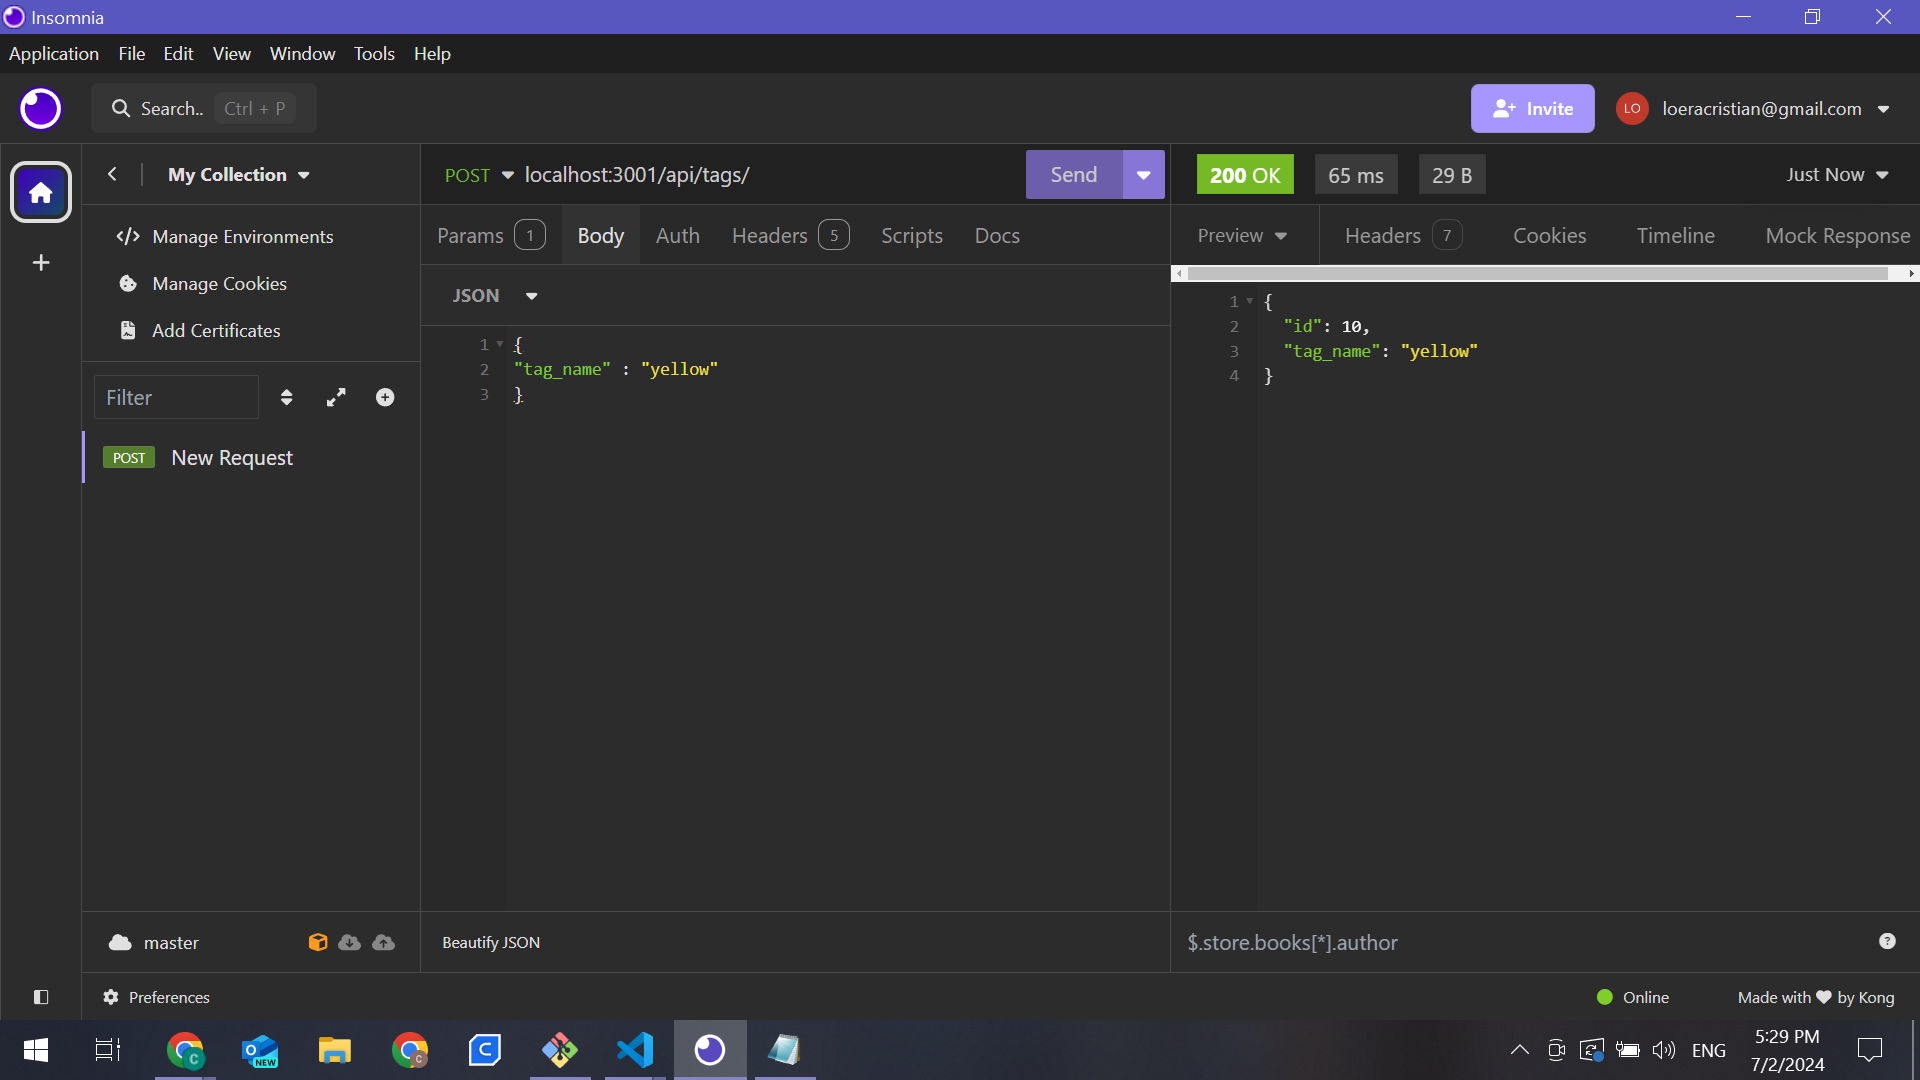 Insomnia
Application File Edit View Window Tools Help
Search.. Ctrl + P
Invite
LO loeracristian@gmail.com
My Collection
Manage Environments
Manage Cookies
Add Certificates
Filter
POST New Request
master
POST localhost:3001/api/tags/ Send
Params 1 Body Auth Headers 5 Scripts Docs
JSON
1 {
2 "tag_name" : "yellow"
3 }
Beautify JSON
200 OK 65 ms 29 B Just Now
Preview Headers 7 Cookies Timeline Mock Response
1 {
2 "id": 10,
3 "tag_name": "yellow"
4 }
$.store.books[*].author
?
Preferences
Online
Made with ❤ by Kong
C
O
NEW
C
C
ENG
5:29 PM
7/2/2024